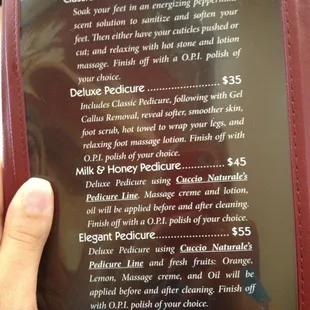 Soak your feet in an energizing peppermint
scent solution to sanitize and soften your
feet. Then either have your cuticles pushed or
cut; and relaxing with hot stone and lotion
massage. Finish off with a O.P.I. polish of
your choice.
Deluxe Pedicure ........................ $35
Includes Classic Pedicure, following with Gel
Callus Removal, reveal softer, smoother skin,
foot scrub, hot towel to wrap your legs, and
relaxing foot massage lotion. Finish with
O.P.I. polish of your choice.
Milk & Honey Pedicure.............. $45
Deluxe Pedicure using Cuccio Naturale's
Pedicure Line. Massage creme and lotion,
oil will be applied before and after cleaning.
Finish off with a O.P.I. polish of your choice.
Elegant Pedicure........................ $55
Deluxe Pedicure using Cuccio Naturale's
Pedicure Line and fresh fruits: Orange,
Lemon, Massage creme, and Oil will be
applied before and after cleaning. Finish off
with O.P.I. polish of your choice.